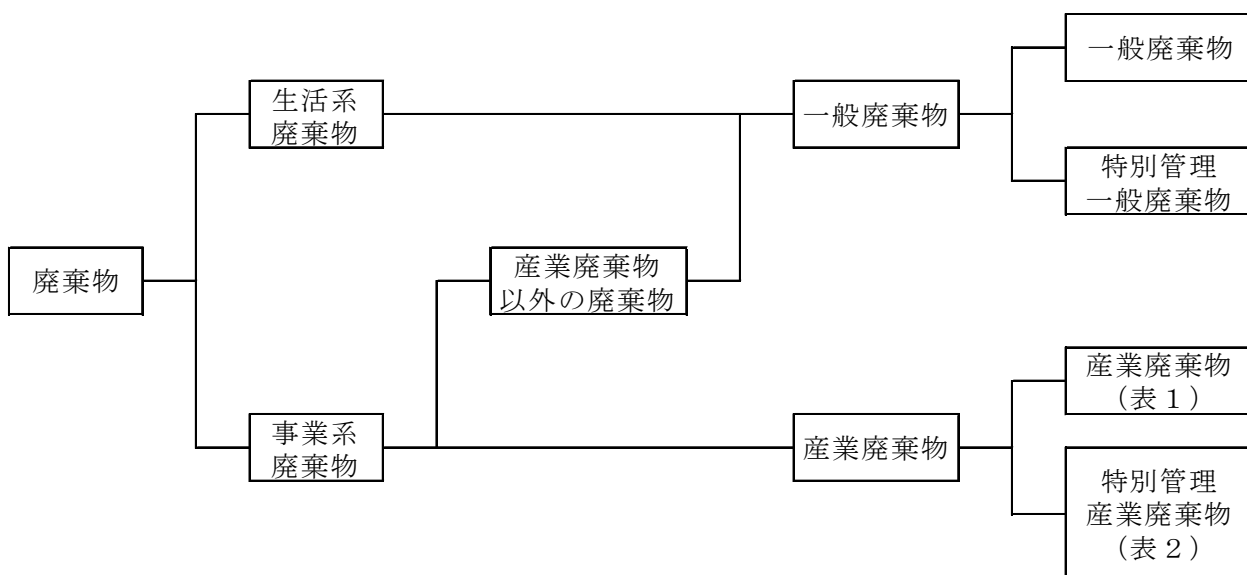 廃棄物
生活系
廃棄物
事業系
廃棄物
産業廃棄物
以外の廃棄物
一般廃棄物
産業廃棄物
一般廃棄物
特別管理
一般廃棄物
産業廃棄物
（表１）
特別管理
産業廃棄物
（表２）